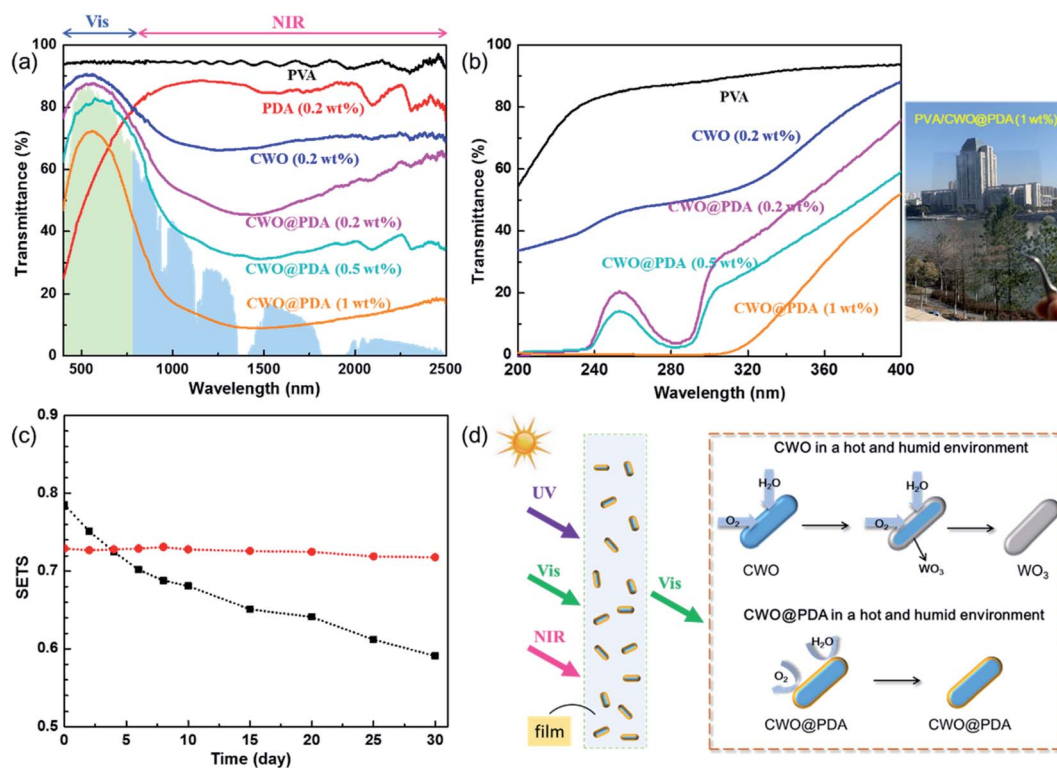 Vis
NIR
(a)
100
80
60
40
20
0
Transmittance (%)
PVA
PDA (0.2 wt%)
CWO (0.2 wt%)
CWO@PDA (0.2 wt%)
CWO@PDA (0.5 wt%)
CWO@PDA (1 wt%)
500
1000
1500
2000
2500
Wavelength (nm)
(b)
100
80
60
40
20
0
Transmittance (%)
PVA
CWO (0.2 wt%)
CWO@PDA (0.2 wt%)
CWO@PDA (0.5 wt%)
CWO@PDA (1 wt%)
200
240
280
320
360
400
Wavelength (nm)
PVA/CWO@PDA (1 wt%)
(c)
0.9
0.8
0.7
0.6
0.5
SETS
0
5
10
15
20
25
30
Time (day)
(d)
UV
Vis
NIR
Vis
film
CWO in a hot and humid environment
H₂O
O₂
CWO
H₂O
O₂
WO₃
WO₃
CWO@PDA in a hot and humid environment
H₂O
O₂
CWO@PDA
CWO@PDA